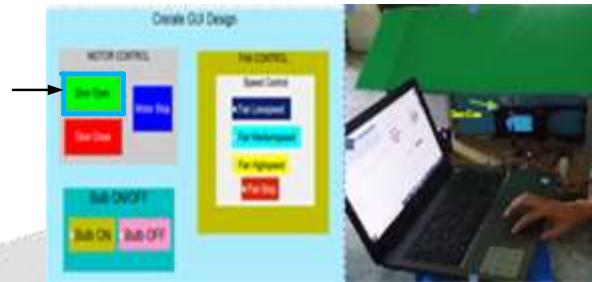 GUI Design
MOTOR CONTROL
Door Open
Motor Stop
Door Close
FAN CONTROL
Speed Control
Fan Lowspeed
Fan Mediumspeed
Fan Highspeed
Fan Stop
Bulb ON/OFF
Bulb ON
Bulb OFF